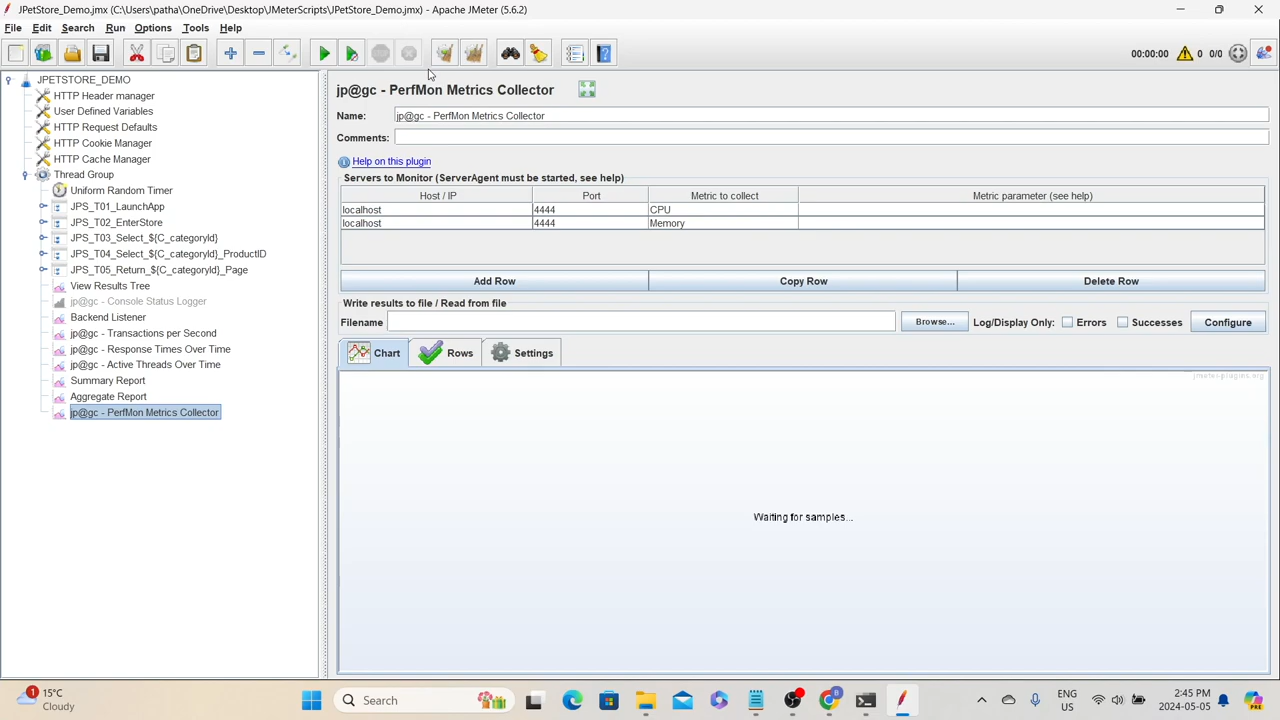 JPetStore_Demo.jmx (C:\Users\patha\OneDrive\Desktop\JMeterScripts\JPetStore_Demo.jmx) - Apache JMeter (5.6.2)
File Edit Search Run Options Tools Help
00:00:00 0 0/0
JPETSTORE_DEMO
HTTP Header manager
User Defined Variables
HTTP Request Defaults
HTTP Cookie Manager
HTTP Cache Manager
Thread Group
Uniform Random Timer
JPS_T01_LaunchApp
JPS_T02_EnterStore
JPS_T03_Select_${C_categoryId}
JPS_T04_Select_${C_categoryId}_ProductID
JPS_T05_Return_${C_categoryId}_Page
View Results Tree
jp@gc - Console Status Logger
Backend Listener
jp@gc - Transactions per Second
jp@gc - Response Times Over Time
jp@gc - Active Threads Over Time
Summary Report
Aggregate Report
jp@gc - PerfMon Metrics Collector
jp@gc - PerfMon Metrics Collector
Name: jp@gc - PerfMon Metrics Collector
Comments:
Help on this plugin
Servers to Monitor (ServerAgent must be started, see help)
Host / IP Port Metric to collect Metric parameter (see help)
localhost 4444 CPU
localhost 4444 Memory
Add Row Copy Row Delete Row
Write results to file / Read from file
Filename Browse... Log/Display Only: Errors Successes Configure
Chart Rows Settings
jmeter-plugins.org
Waiting for samples...
1 15°C
Cloudy
Search
8
ENG
US
2:45 PM
2024-05-05
PRE